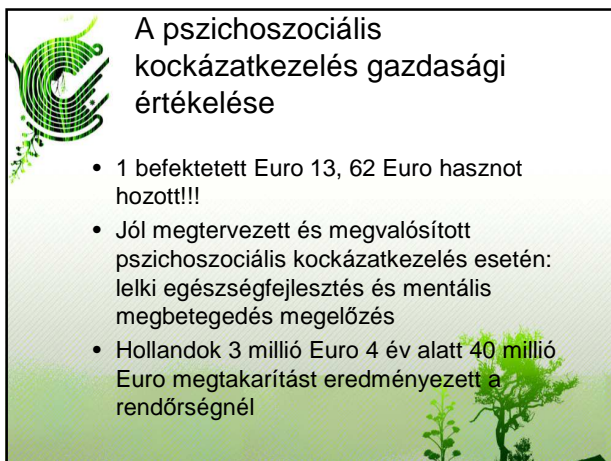 A pszichoszociális
kockázatkezelés gazdasági
értékelése
• 1 befektetett Euro 13, 62 Euro hasznot
hozott!!!
• Jól megtervezett és megvalósított
pszichoszociális kockázatkezelés esetén:
lelki egészségfejlesztés és mentális
megbetegedés megelőzés
• Hollandok 3 millió Euro 4 év alatt 40 millió
Euro megtakarítást eredményezett a
rendőrségnél